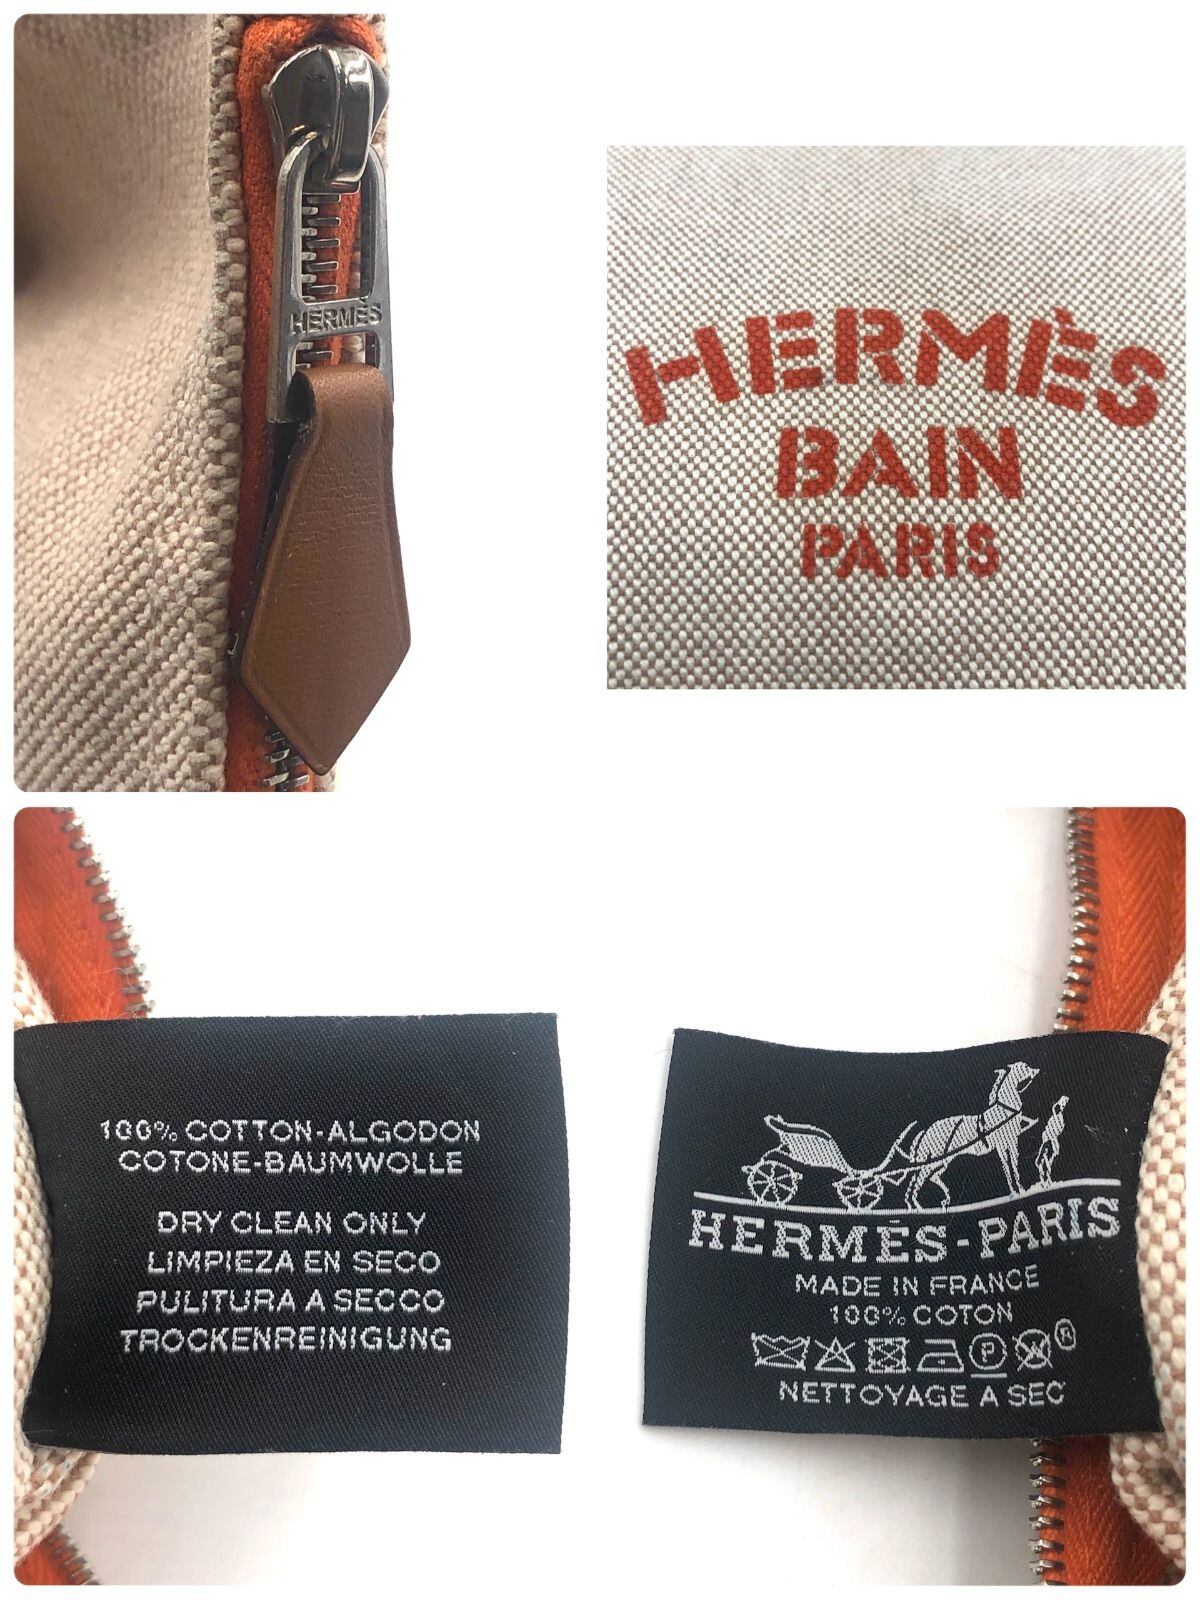 HERMÈS
HERMÈS
BAIN
PARIS
100% COTTON-ALGODON
COTONE-BAUMWOLLE
DRY CLEAN ONLY
LIMPIEZA EN SECO
PULITURA A SECCO
TROCKENREINIGUNG
HERMÈS-PARIS
MADE IN FRANCE
100% COTON
P ®
NETTOYAGE A SEC